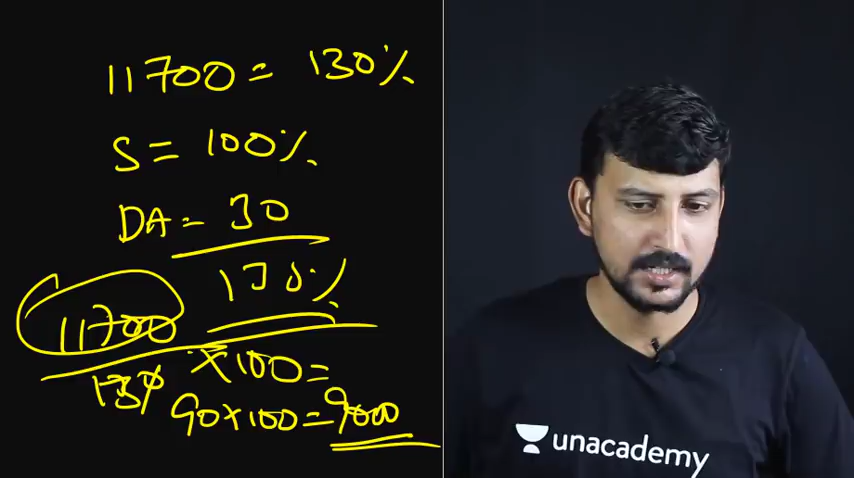 11700 = 130%
S = 100%
DA = 30
130%
11700
130 × 100 =
90 × 100 = 9000
unacademy